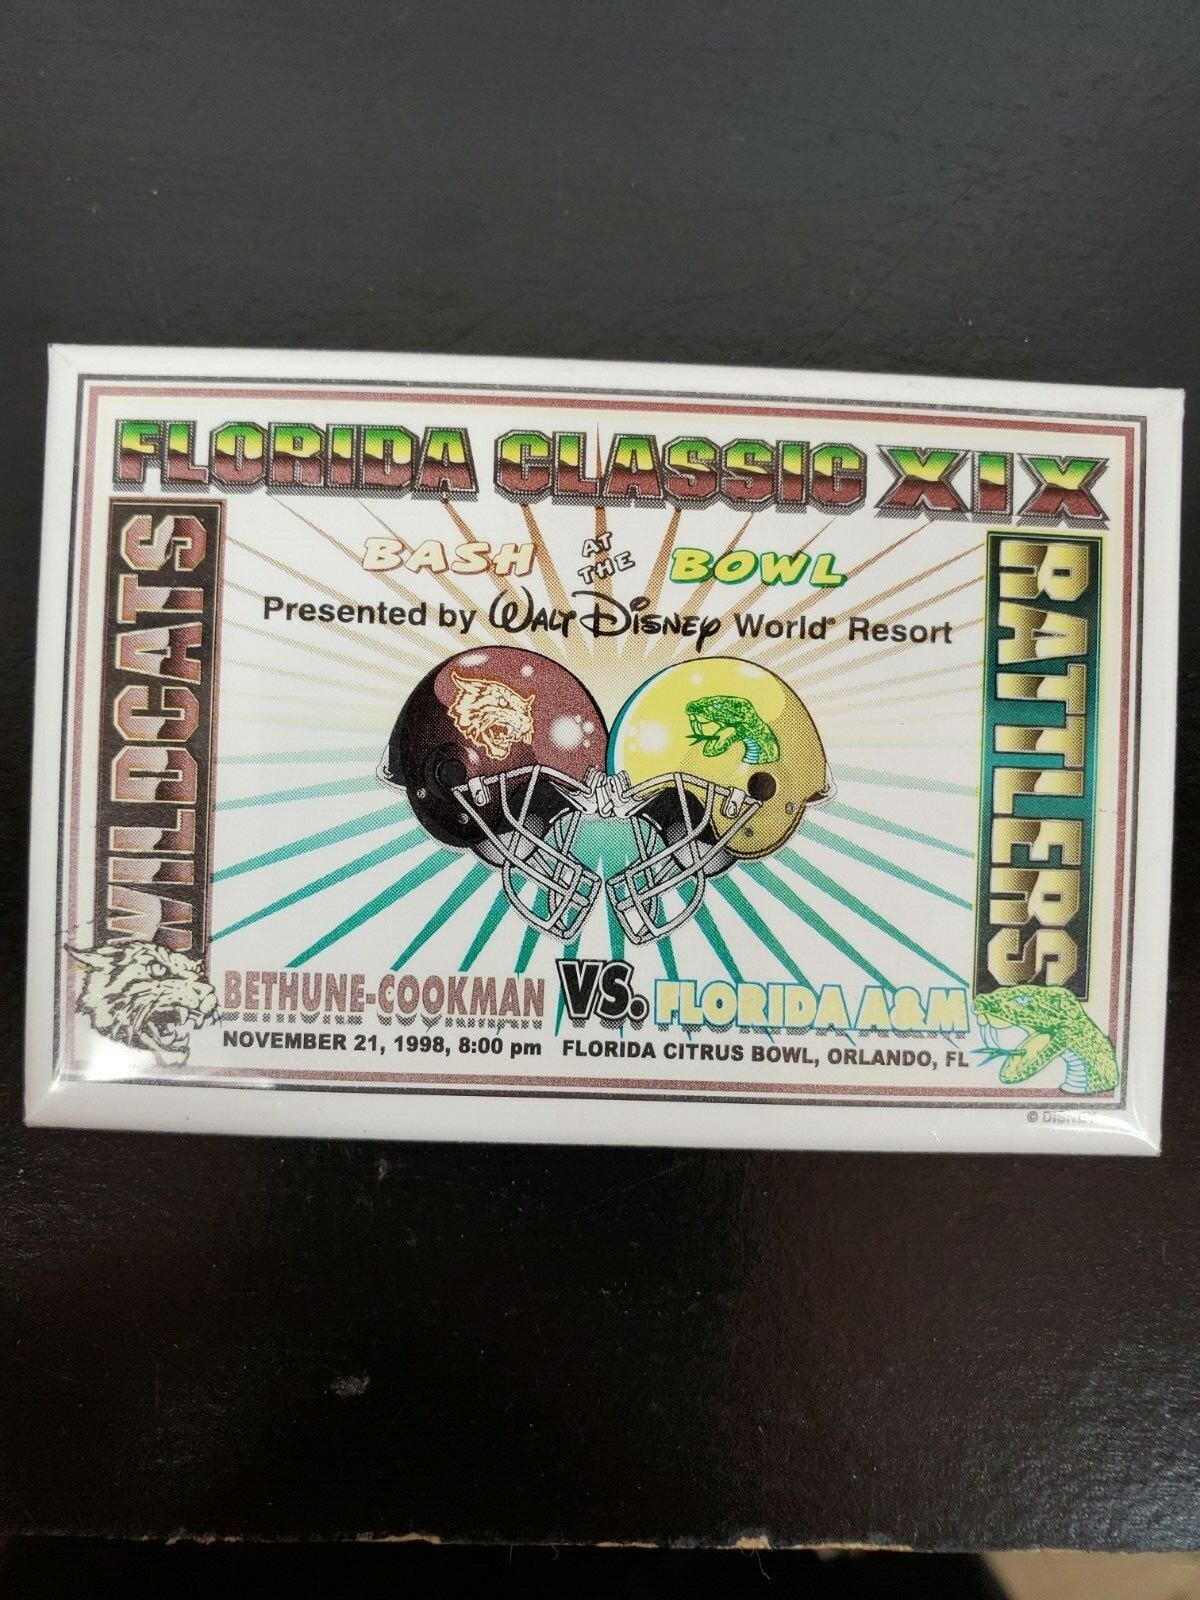 FLORIDA CLASSIC XIX
BASH AT THE BOWL
Presented by WALT DISNEY World® Resort
WILDCATS
RATTLERS
BETHUNE-COOKMAN VS. FLORIDA A&M
NOVEMBER 21, 1998, 8:00 pm FLORIDA CITRUS BOWL, ORLANDO, FL
© DISNEY